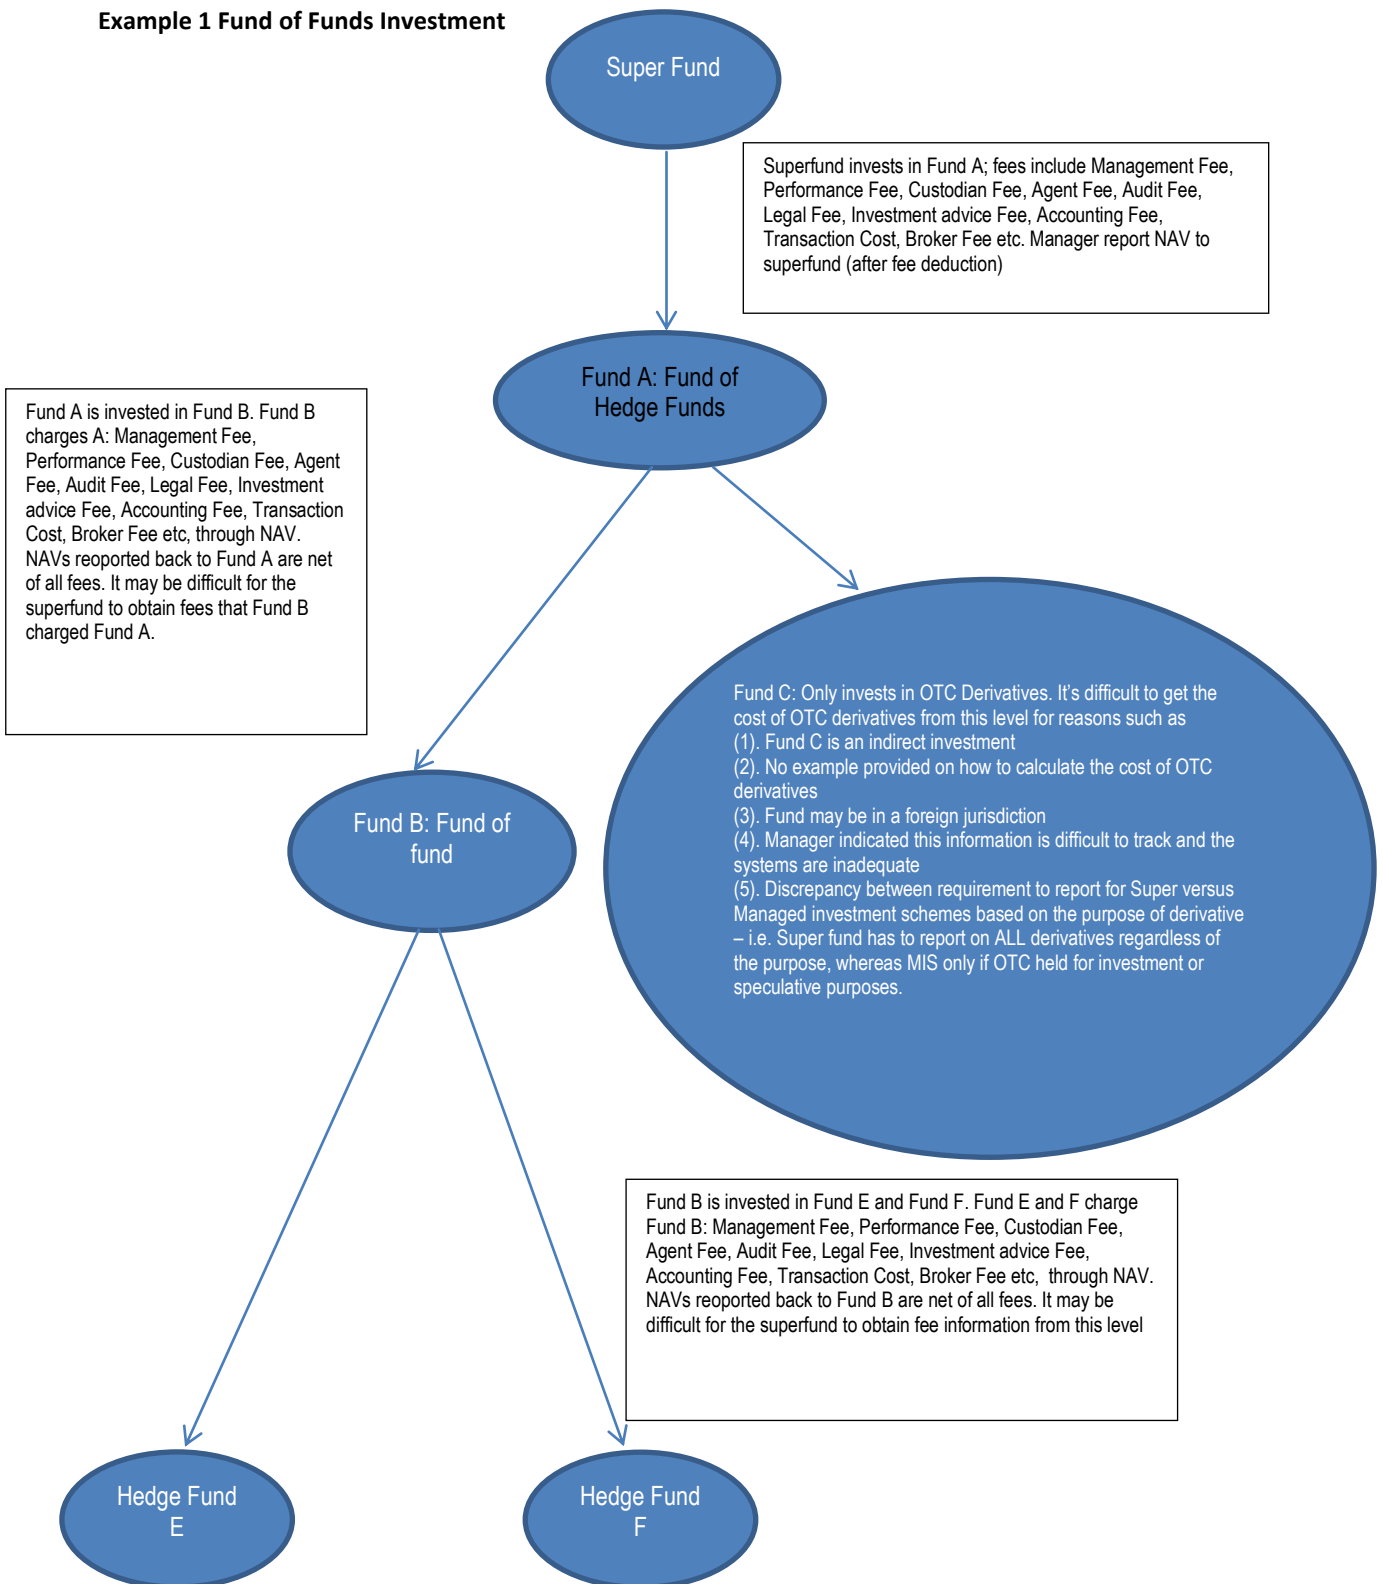 Example 1 Fund of Funds Investment
Super Fund
Superfund invests in Fund A; fees include Management Fee,
Performance Fee, Custodian Fee, Agent Fee, Audit Fee,
Legal Fee, Investment advice Fee, Accounting Fee,
Transaction Cost, Broker Fee etc. Manager report NAV to
superfund (after fee deduction)
Fund A: Fund of
Hedge Funds
Fund A is invested in Fund B. Fund B
charges A: Management Fee,
Performance Fee, Custodian Fee, Agent
Fee, Audit Fee, Legal Fee, Investment
advice Fee, Accounting Fee, Transaction
Cost, Broker Fee etc, through NAV.
NAVs reoported back to Fund A are net
of all fees. It may be difficult for the
superfund to obtain fees that Fund B
charged Fund A.
Fund C: Only invests in OTC Derivatives. It’s difficult to get the
cost of OTC derivatives from this level for reasons such as
(1). Fund C is an indirect investment
(2). No example provided on how to calculate the cost of OTC
derivatives
(3). Fund may be in a foreign jurisdiction
(4). Manager indicated this information is difficult to track and the
systems are inadequate
(5). Discrepancy between requirement to report for Super versus
Managed investment schemes based on the purpose of derivative
– i.e. Super fund has to report on ALL derivatives regardless of
the purpose, whereas MIS only if OTC held for investment or
speculative purposes.
Fund B: Fund of
fund
Fund B is invested in Fund E and Fund F. Fund E and F charge
Fund B: Management Fee, Performance Fee, Custodian Fee,
Agent Fee, Audit Fee, Legal Fee, Investment advice Fee,
Accounting Fee, Transaction Cost, Broker Fee etc,  through NAV.
NAVs reoported back to Fund B are net of all fees. It may be
difficult for the superfund to obtain fee information from this level
Hedge Fund
E
Hedge Fund
F